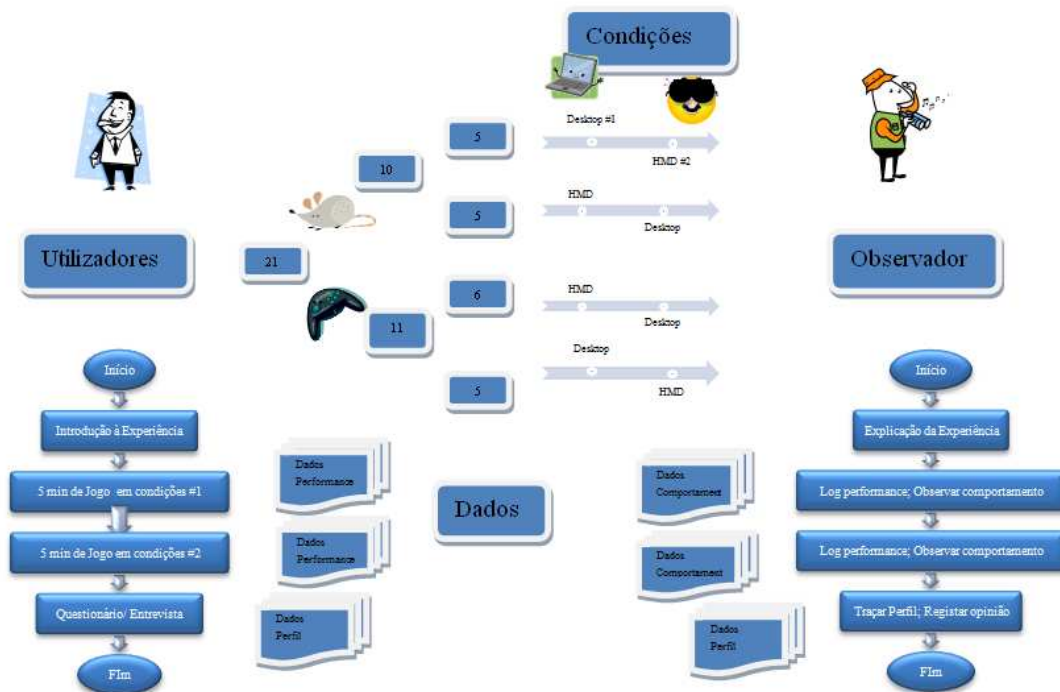 Condições
Desktop #1
HMD #2
5
10
HMD
Desktop
5
Utilizadores
21
Observador
HMD
Desktop
6
11
Desktop
HMD
5
Início
Introdução à Experiência
5 min de Jogo em condições #1
5 min de Jogo em condições #2
Questionário/ Entrevista
FIm
Dados
Performance
Dados
Performance
Dados
Perfil
Dados
Dados
Comportament
Dados
Comportament
Dados
Perfil
Início
Explicação da Experiência
Log performance; Observar comportamento
Log performance; Observar comportamento
Traçar Perfil; Registar opinião
FIm